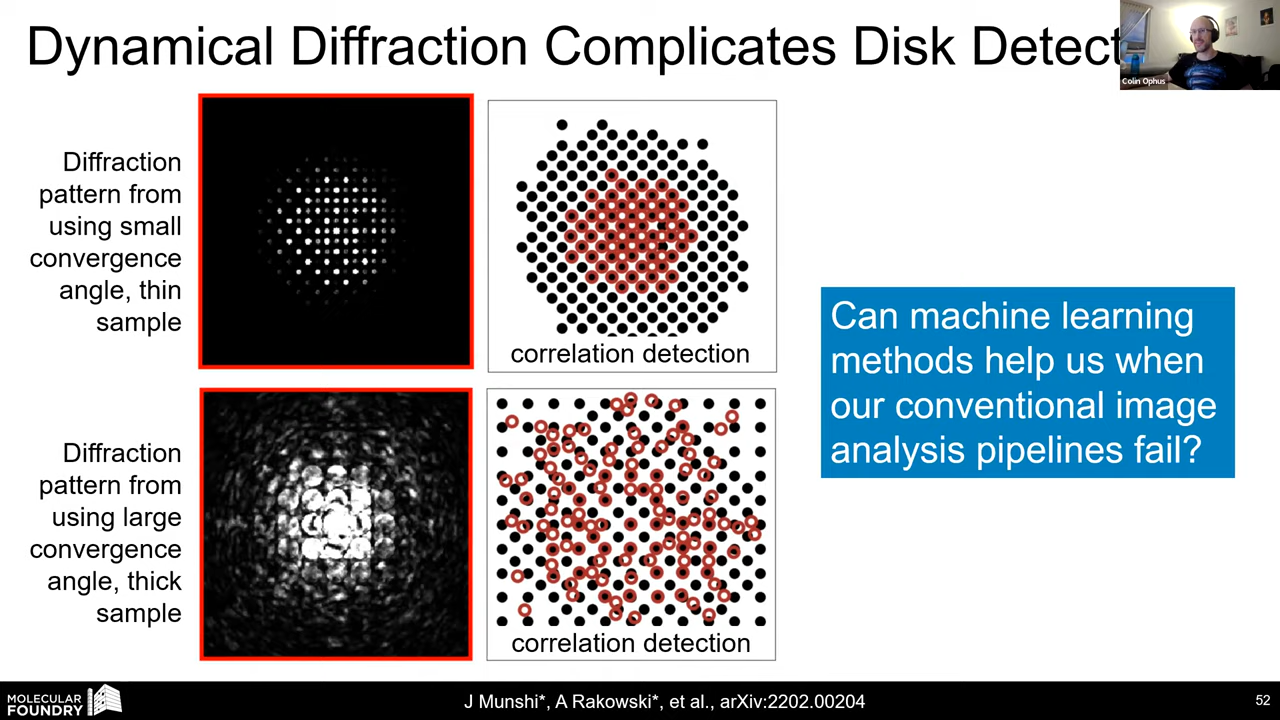 Dynamical Diffraction Complicates Disk Detect
Colin Ophus
Diffraction
pattern from
using small
convergence
angle, thin
sample
correlation detection
Can machine learning
methods help us when
our conventional image
analysis pipelines fail?
Diffraction
pattern from
using large
convergence
angle, thick
sample
correlation detection
MOLECULAR
FOUNDRY
J Munshi*, A Rakowski*, et al., arXiv:2202.00204
52